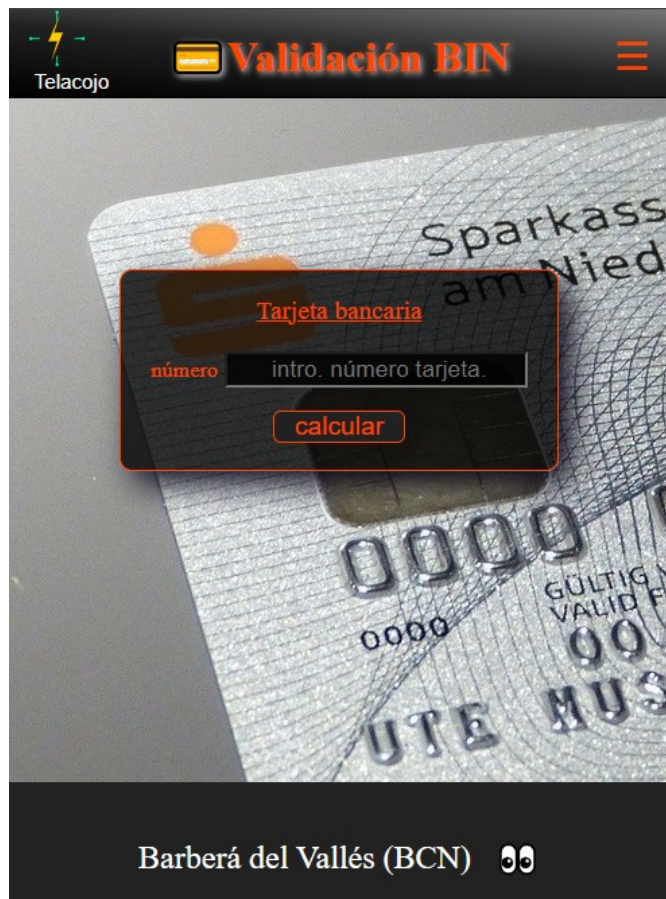 Telacojo
Validación BIN
Sparkass
am Nied
Tarjeta bancaria
número intro. número tarjeta.
calcular
0000
GÜLTIG
VALID F
0000
00
UTE MUS
Barberá del Vallés (BCN)